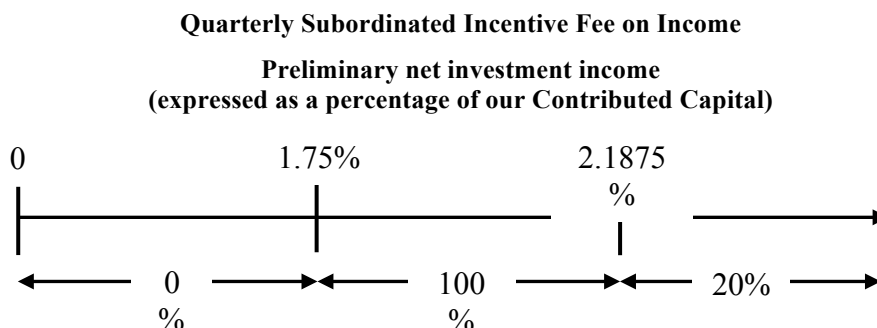 Quarterly Subordinated Incentive Fee on Income
Preliminary net investment income
(expressed as a percentage of our Contributed Capital)
0 1.75% 2.1875
%
0 100 20%
% %